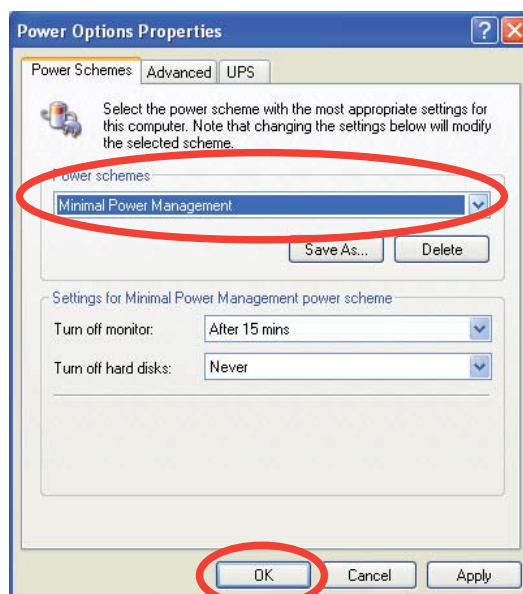 Power Options Properties
Power Schemes Advanced UPS
Select the power scheme with the most appropriate settings for
this computer. Note that changing the settings below will modify
the selected scheme.
Power schemes
Minimal Power Management
Save As... Delete
Settings for Minimal Power Management power scheme
Turn off monitor: After 15 mins
Turn off hard disks: Never
OK Cancel Apply